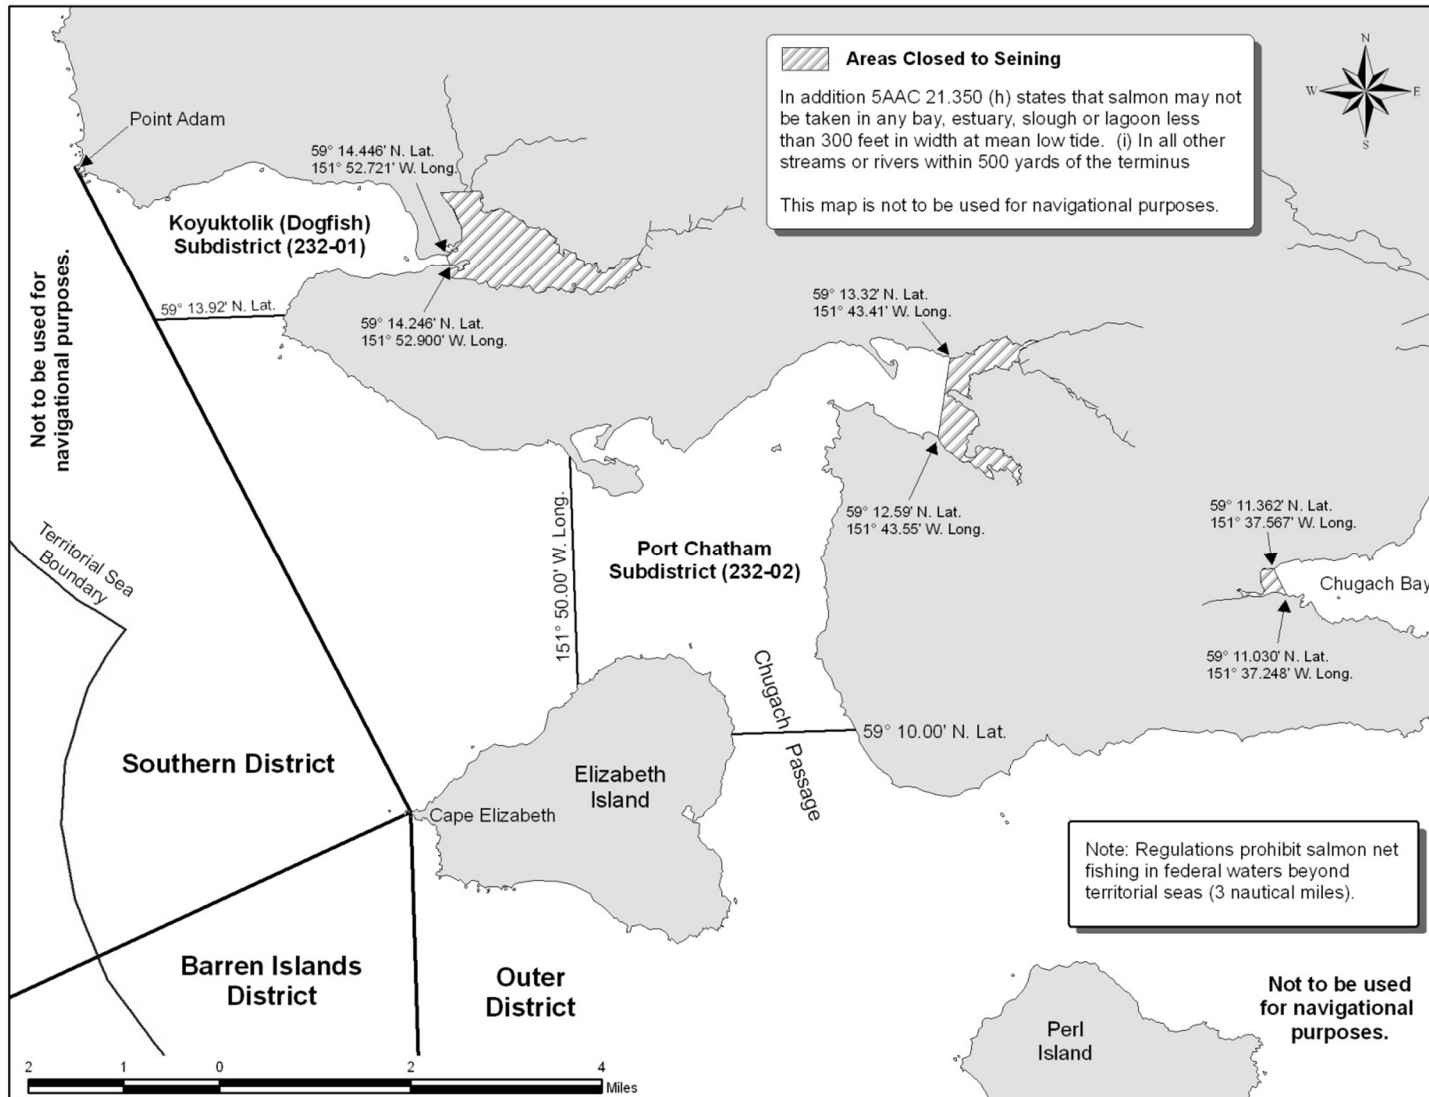 Areas Closed to Seining
In addition 5AAC 21.350 (h) states that salmon may not
be taken in any bay, estuary, slough or lagoon less
than 300 feet in width at mean low tide. (i) In all other
streams or rivers within 500 yards of the terminus
This map is not to be used for navigational purposes.
N
W
E
S
Point Adam
59° 14.446' N. Lat.
151° 52.721' W. Long.
Koyuktolik (Dogfish)
Subdistrict (232-01)
59° 13.92' N. Lat.
59° 14.246' N. Lat.
151° 52.900' W. Long.
Not to be used for
navigational purposes.
59° 13.32' N. Lat.
151° 43.41' W. Long.
59° 12.59' N. Lat.
151° 43.55' W. Long.
151° 50.00' W. Long.
Port Chatham
Subdistrict (232-02)
59° 11.362' N. Lat.
151° 37.567' W. Long.
Chugach Bay
59° 11.030' N. Lat.
151° 37.248' W. Long.
Territorial Sea
Boundary
Chugach Passage
59° 10.00' N. Lat.
Southern District
Elizabeth
Island
Cape Elizabeth
Note: Regulations prohibit salmon net
fishing in federal waters beyond
territorial seas (3 nautical miles).
Barren Islands
District
Outer
District
Not to be used
for navigational
purposes.
Perl
Island
2 1 0 2 4
Miles